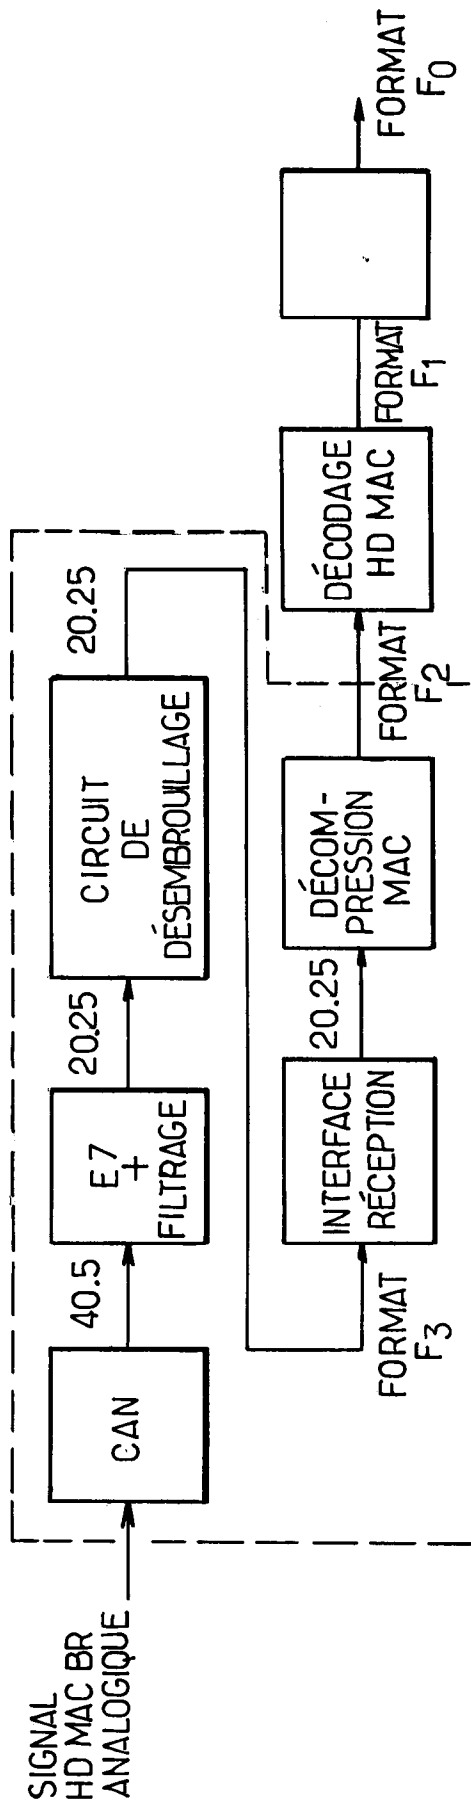 SIGNAL
HD MAC BR
ANALOGIQUE
CAN
40.5
E7
+
FILTRAGE
20.25
CIRCUIT
DE
DÉSEMBROUILLAGE
20.25
FORMAT
F3
INTERFACE
RÉCEPTION
20.25
DÉCOM-
PRESSION
MAC
FORMAT
F2
DÉCODAGE
HD MAC
FORMAT
F1
FORMAT
F0